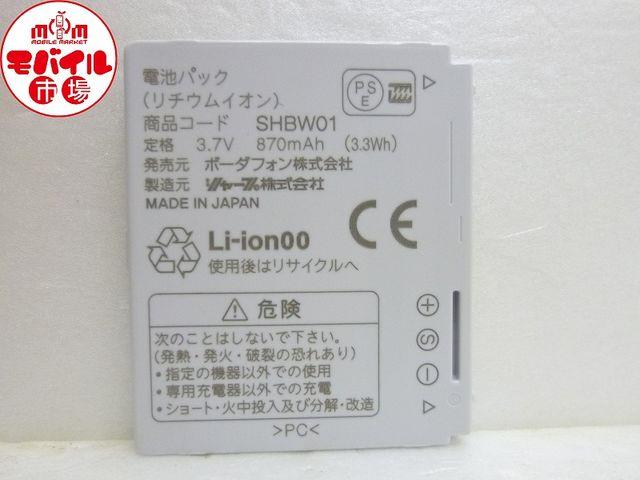 MOBILE MARKET
モバイル
市場
電池パック
(リチウムイオン)
PS
E
商品コード SHBW01
定格 3.7V 870mAh (3.3Wh)
発売元 ボーダフォン株式会社
製造元 シャープ株式会社
MADE IN JAPAN
Li-ion00
CE
使用後はリサイクルへ
⚠ 危険
次のことはしないで下さい。
(発熱・発火・破裂の恐れあり)
・指定の機器以外での使用
・専用充電器以外での充電
・ショート・火中投入及び分解・改造
>PC<
+
S
−